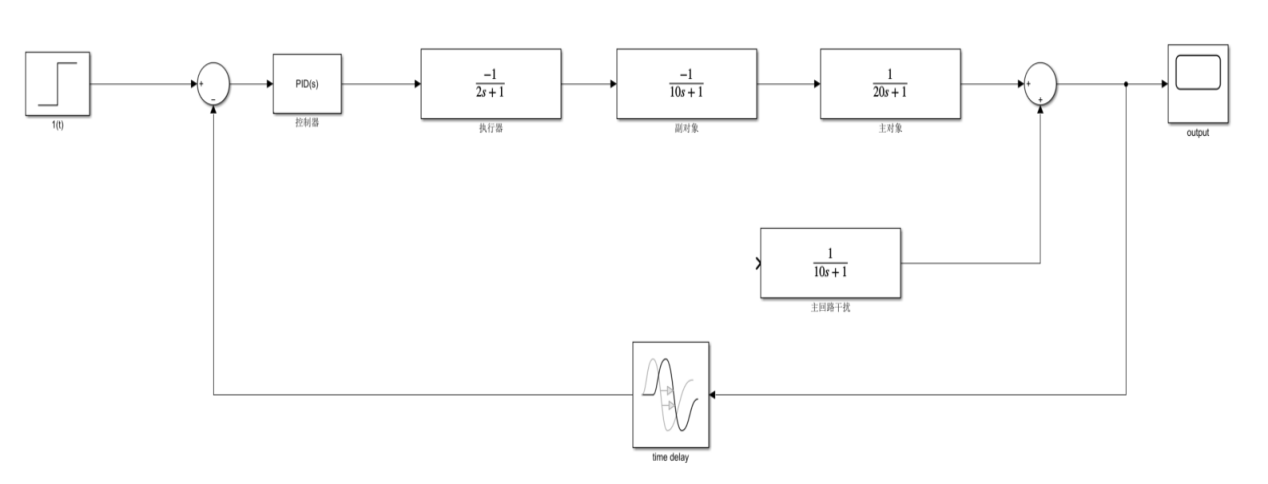 1(t)
+
−
PID(s)
控制器
−1
2s + 1
执行器
−1
10s + 1
副对象
1
20s + 1
主对象
+
+
output
1
10s + 1
主回路干扰
time delay